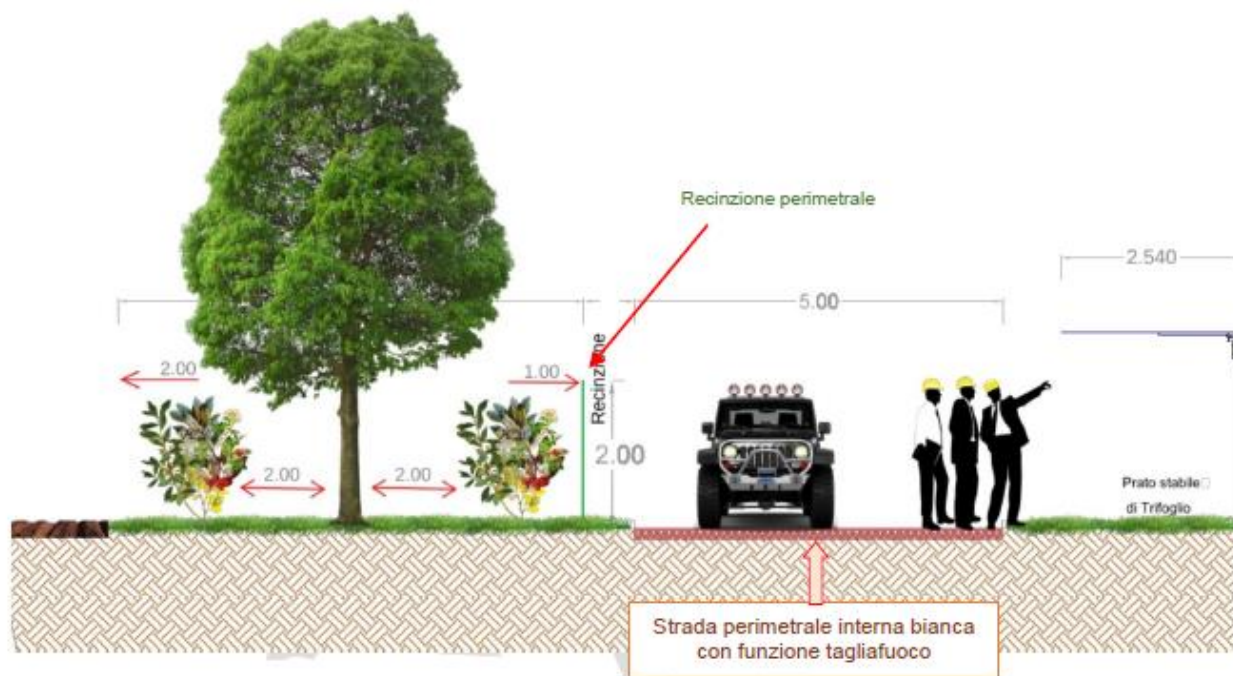 Recinzione perimetrale
2.540
5.00
2.00
1.00
Recinzione
2.00
2.00
2.00
Prato stabile
di Trifoglio
Strada perimetrale interna bianca
con funzione tagliafuoco